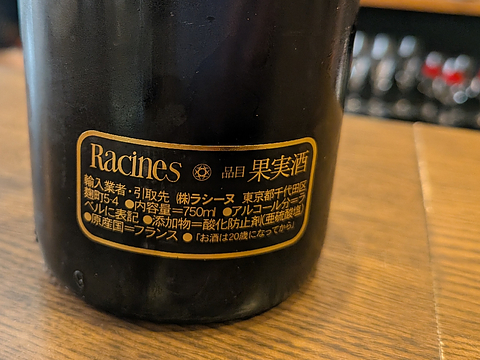 Racines 品目 果実酒
輸入業者・引取先 (株)ラシーヌ 東京都千代田区
麹町5-4 ●内容量=750ml ●アルコール分=ラ
ベルに表記 ●添加物=酸化防止剤(亜硫酸塩)
●原産国=フランス ●「お酒は20歳になってから」